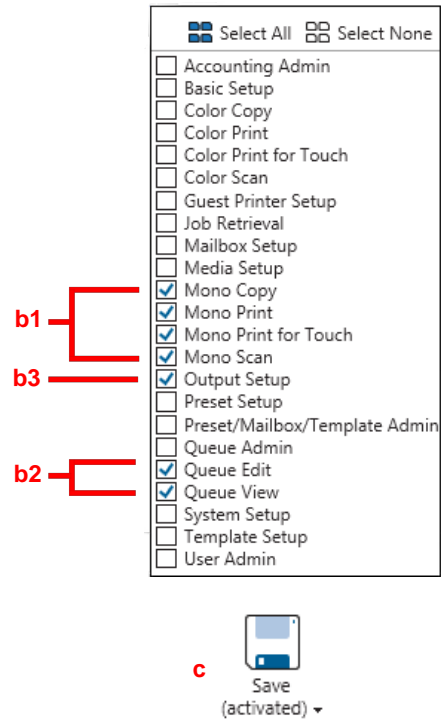 Select All Select None
Accounting Admin
Basic Setup
Color Copy
Color Print
Color Print for Touch
Color Scan
Guest Printer Setup
Job Retrieval
Mailbox Setup
Media Setup
Mono Copy
b1 Mono Print
Mono Print for Touch
Mono Scan
b3 Output Setup
Preset Setup
Preset/Mailbox/Template Admin
Queue Admin
b2 Queue Edit
Queue View
System Setup
Template Setup
User Admin
c
Save
(activated)